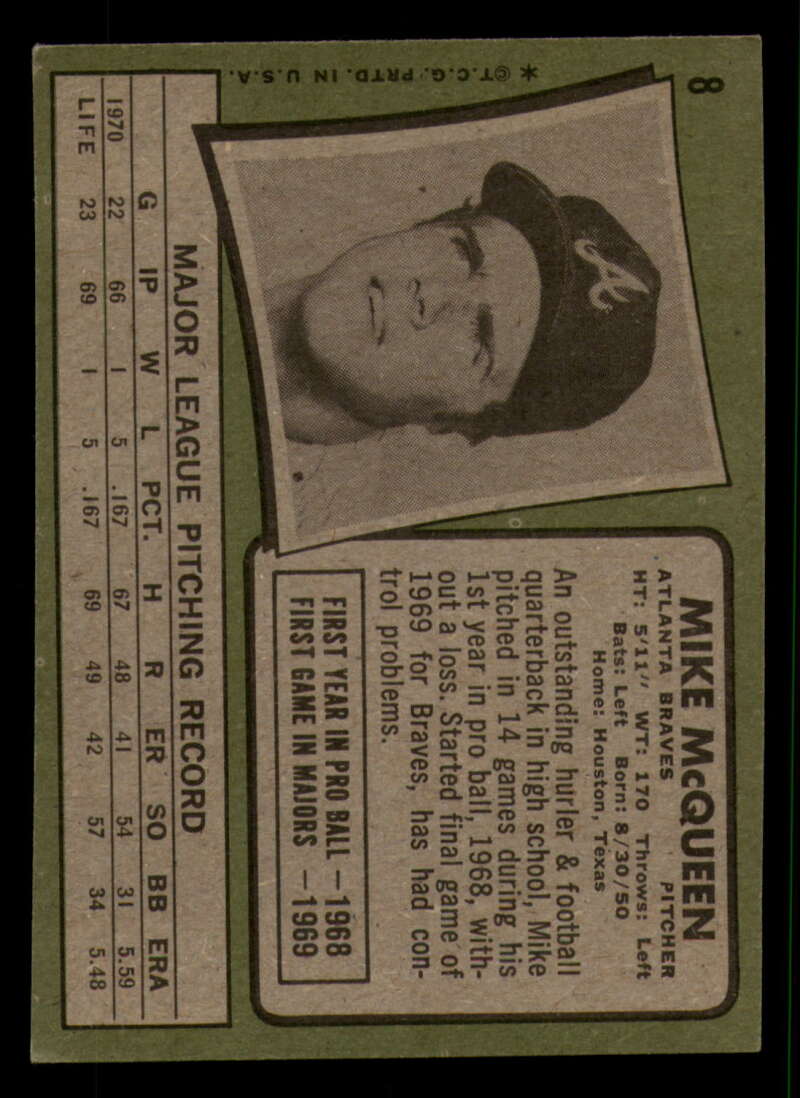 8
*©T.C.G. PRTD. IN U.S.A.
A
MIKE McQUEEN
ATLANTA BRAVES PITCHER
HT: 5'11" WT: 170 Throws: Left
Bats: Left Born: 8/30/50
Home: Houston, Texas
An outstanding hurler & football
quarterback in high school, Mike
pitched in 14 games during his
1st year in pro ball, 1968, with-
out a loss. Started final game of
1969 for Braves, has had con-
trol problems.
FIRST YEAR IN PRO BALL —1968
FIRST GAME IN MAJORS —1969
MAJOR LEAGUE PITCHING RECORD
G IP W L PCT. H R ER SO BB ERA
1970 22 66 1 5 .167 67 48 41 54 31 5.59
LIFE 23 69 1 5 .167 69 49 42 57 34 5.48